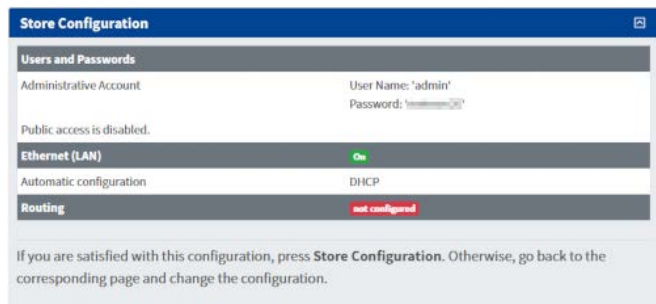 Store Configuration
Users and Passwords
Administrative Account
User Name: 'admin'
Password: '
Public access is disabled.
Ethernet (LAN) On
Automatic configuration DHCP
Routing not configured
If you are satisfied with this configuration, press Store Configuration. Otherwise, go back to the
corresponding page and change the configuration.